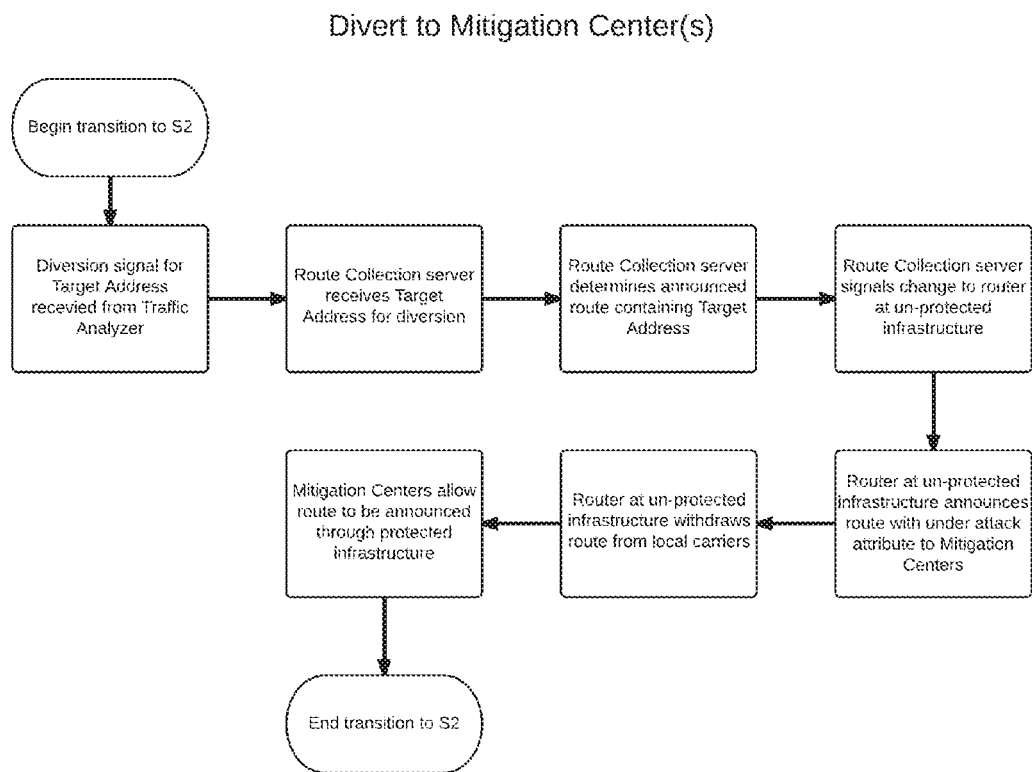 Divert to Mitigation Center(s)
Begin transition to S2
Diversion signal for
Target Address
recevied from Traffic
Analyzer
Route Collection server
receives Target
Address for diversion
Route Collection server
determines announced
route containing Target
Address
Route Collection server
signals change to router
at un-protected
infrastructure
Router at un-protected
infrastructure announces
route with under attack
attribute to Mitigation
Centers
Router at un-protected
infrastructure withdraws
route from local carriers
Mitigation Centers allow
route to be announced
through protected
infrastructure
End transition to S2